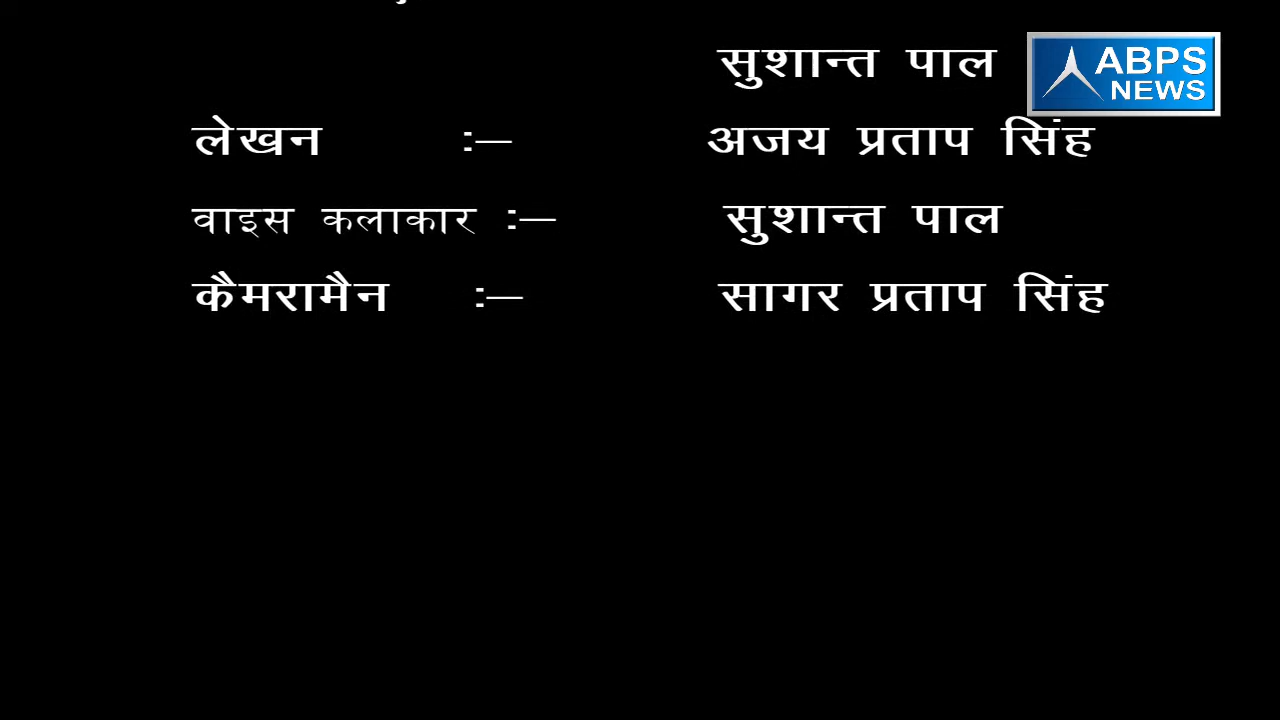 सुशान्त पाल
ABPS
NEWS
लेखन :– अजय प्रताप सिंह
वाइस कलाकार :– सुशान्त पाल
कैमरामैन :– सागर प्रताप सिंह